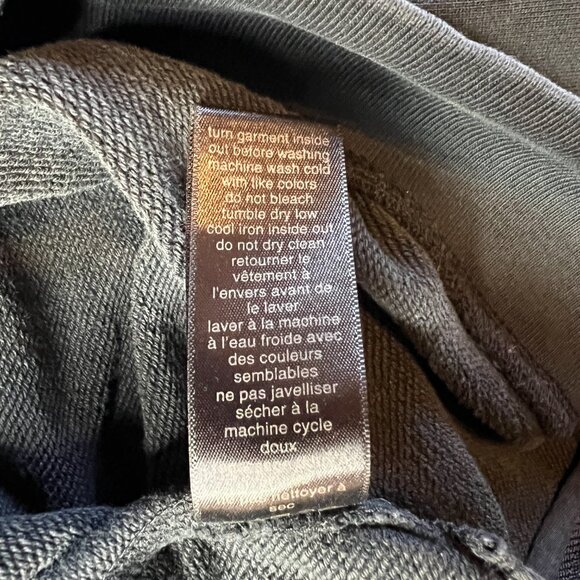 turn garment inside
out before washing
machine wash cold
with like colors
do not bleach
tumble dry low
cool iron inside out
do not dry clean
retourner le
vêtement à
l'envers avant de
le laver
laver à la machine
à l'eau froide avec
des couleurs
semblables
ne pas javelliser
sécher à la
machine cycle
doux
nettoyer à
sec